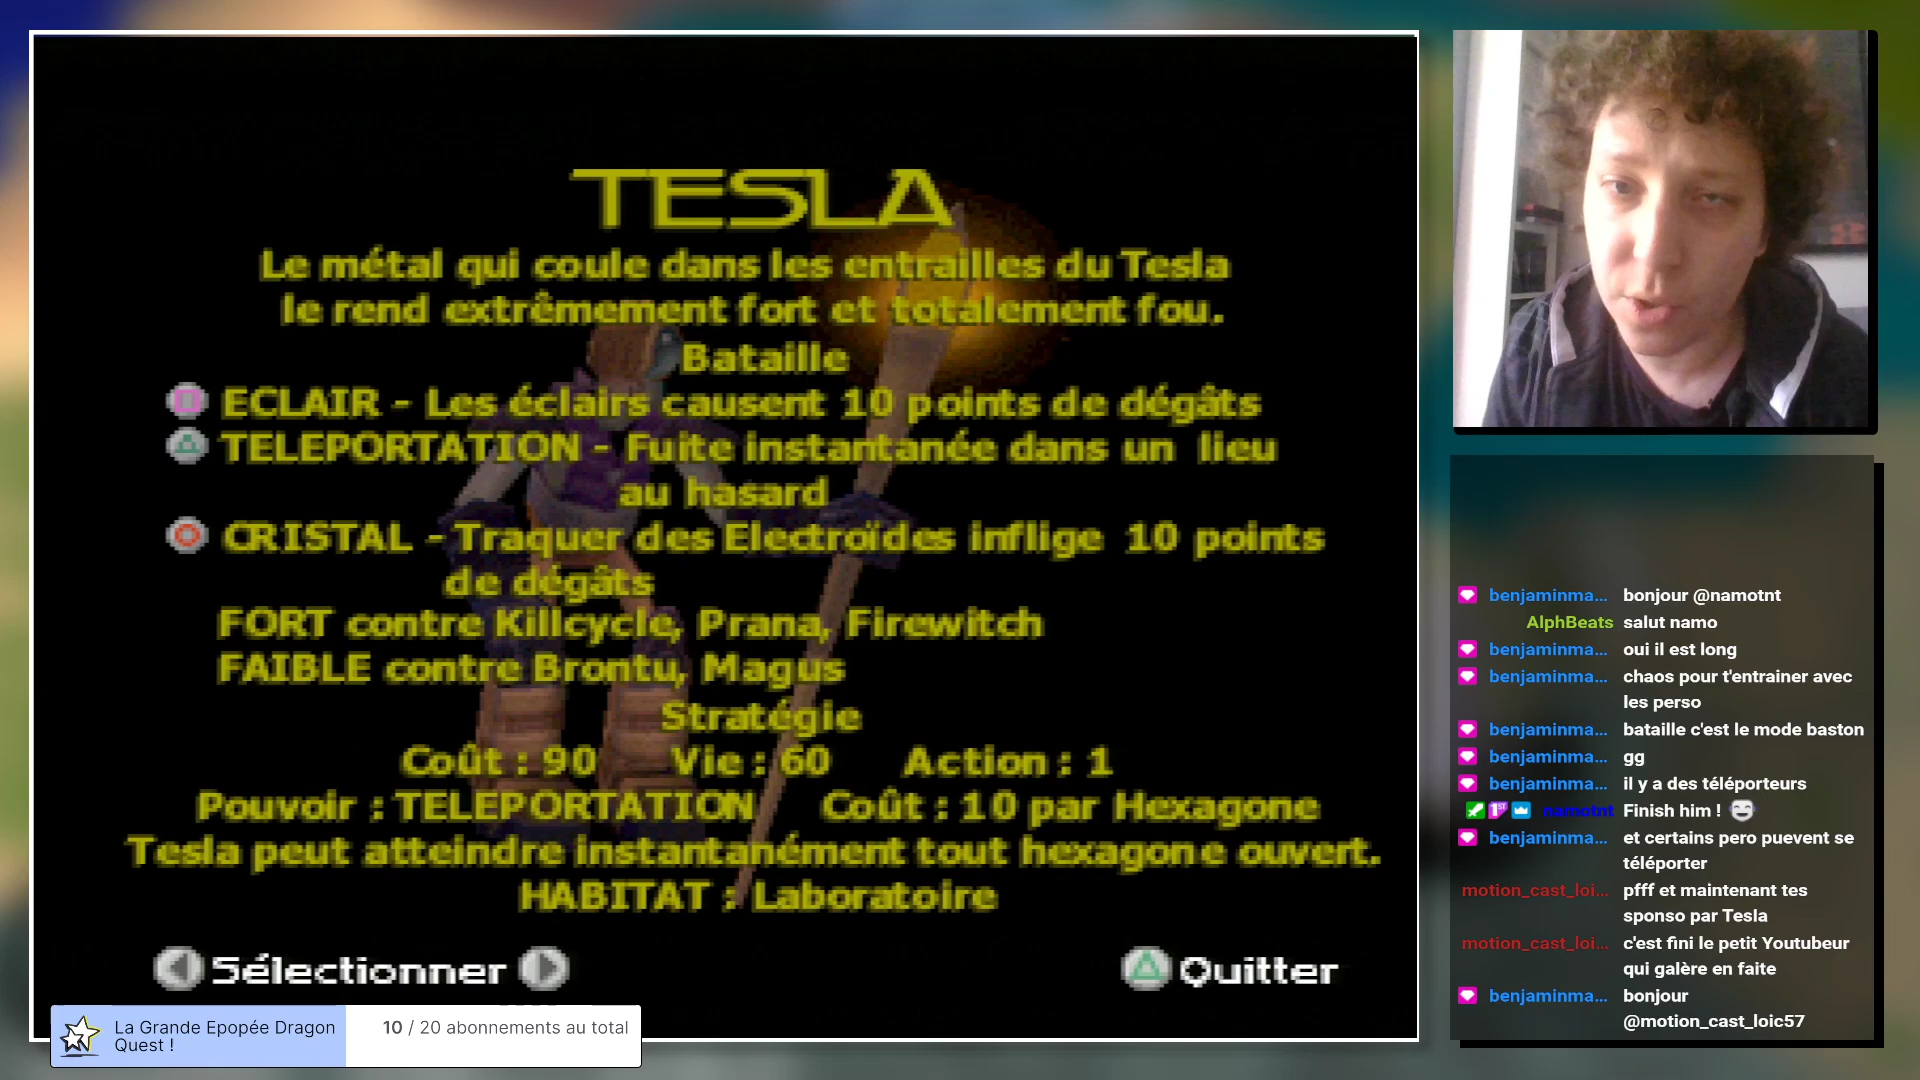 TESLA
Le métal qui coule dans les entrailles du Tesla
le rend extrêmement fort et totalement fou.
Bataille
ECLAIR - Les éclairs causent 10 points de dégâts
TELEPORTATION - Fuite instantanée dans un lieu
au hasard
CRISTAL - Traquer des Electroïdes inflige 10 points
de dégâts
FORT contre Killcycle, Prana, Firewitch
FAIBLE contre Brontu, Magus
Stratégie
Coût : 90 Vie : 60 Action : 1
Pouvoir : TELEPORTATION Coût : 10 par Hexagone
Tesla peut atteindre instantanément tout hexagone ouvert.
HABITAT : Laboratoire
Sélectionner
Quitter
La Grande Epopée Dragon
Quest !
10 / 20 abonnements au total
benjaminma... bonjour @namotnt
AlphBeats salut namo
benjaminma... oui il est long
benjaminma... chaos pour t'entrainer avec
les perso
benjaminma... bataille c'est le mode baston
benjaminma... gg
benjaminma... il y a des téléporteurs
1ST namotnt Finish him !
benjaminma... et certains pero puevent se
téléporter
motion_cast_loi... pfff et maintenant tes
sponso par Tesla
motion_cast_loi... c'est fini le petit Youtubeur
qui galère en faite
benjaminma... bonjour
@motion_cast_loic57